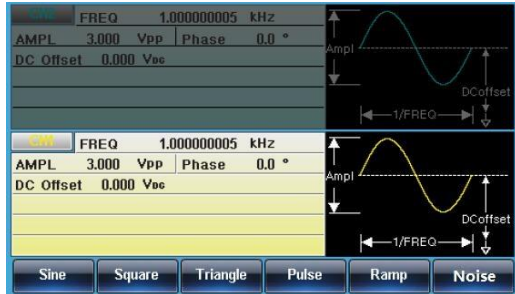 CH2 FREQ 1.000000005 kHz
AMPL 3.000 Vpp Phase 0.0 °
DC Offset 0.000 VDC
Ampl
DCoffset
1/FREQ
FREQ 1.000000005 kHz
AMPL 3.000 Vpp Phase 0.0 °
DC Offset 0.000 VDC
Ampl
DCoffset
1/FREQ
Sine Square Triangle Pulse Ramp Noise